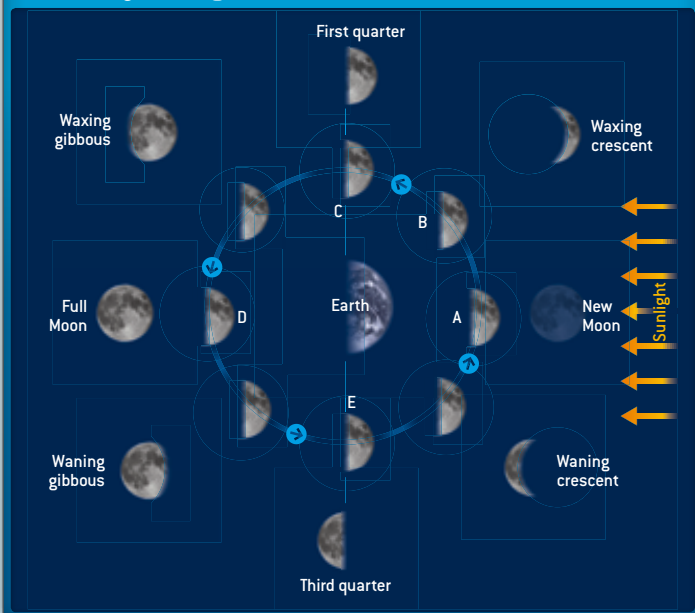 First quarter
Waxing
gibbous
Waxing
crescent
C
B
Full
Moon
D
Earth
A
New
Moon
Sunlight
E
Waning
gibbous
Waning
crescent
Third quarter